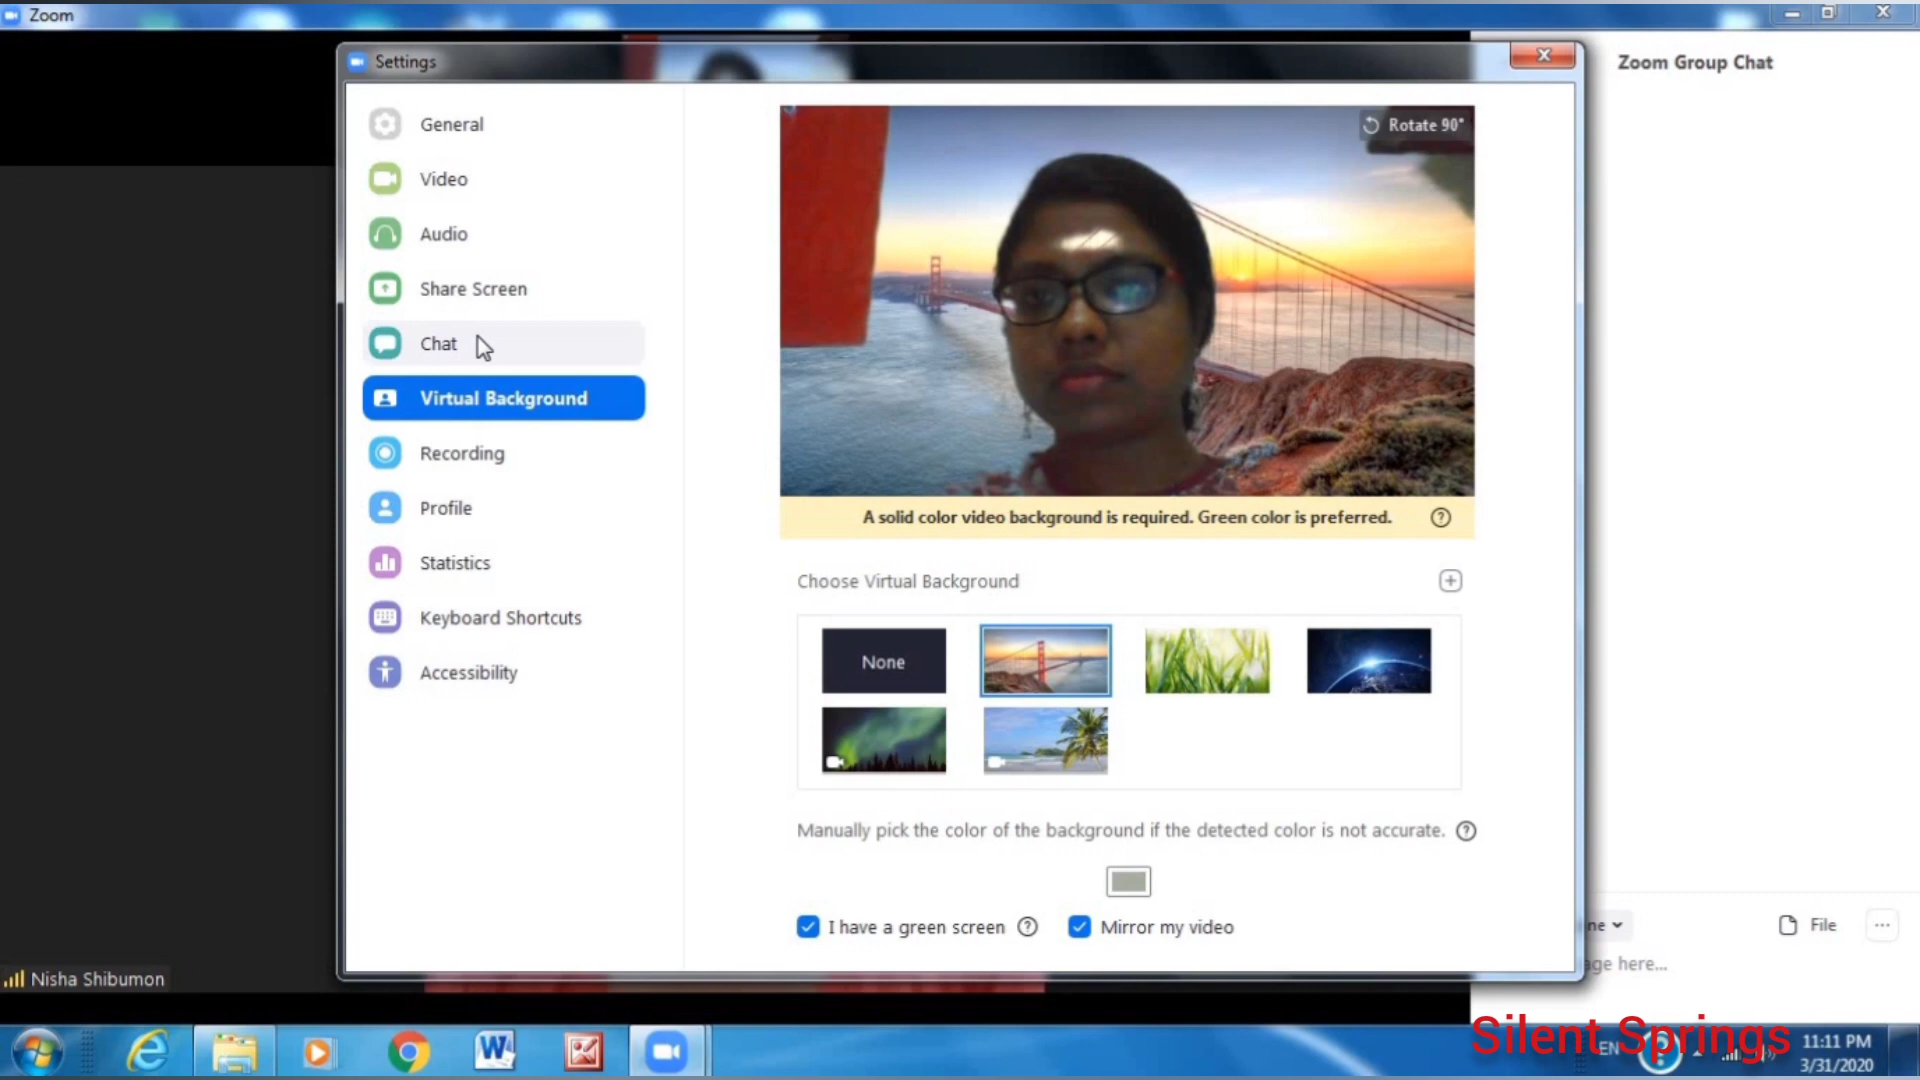 Zoom
Settings
Zoom Group Chat
General
Video
Audio
Share Screen
Chat
Virtual Background
Recording
Profile
Statistics
Keyboard Shortcuts
Accessibility
Rotate 90°
A solid color video background is required. Green color is preferred.
Choose Virtual Background
None
Manually pick the color of the background if the detected color is not accurate.
I have a green screen
Mirror my video
ne
File
age here...
Nisha Shibumon
Silent Springs
EN
11:11 PM
3/31/2020